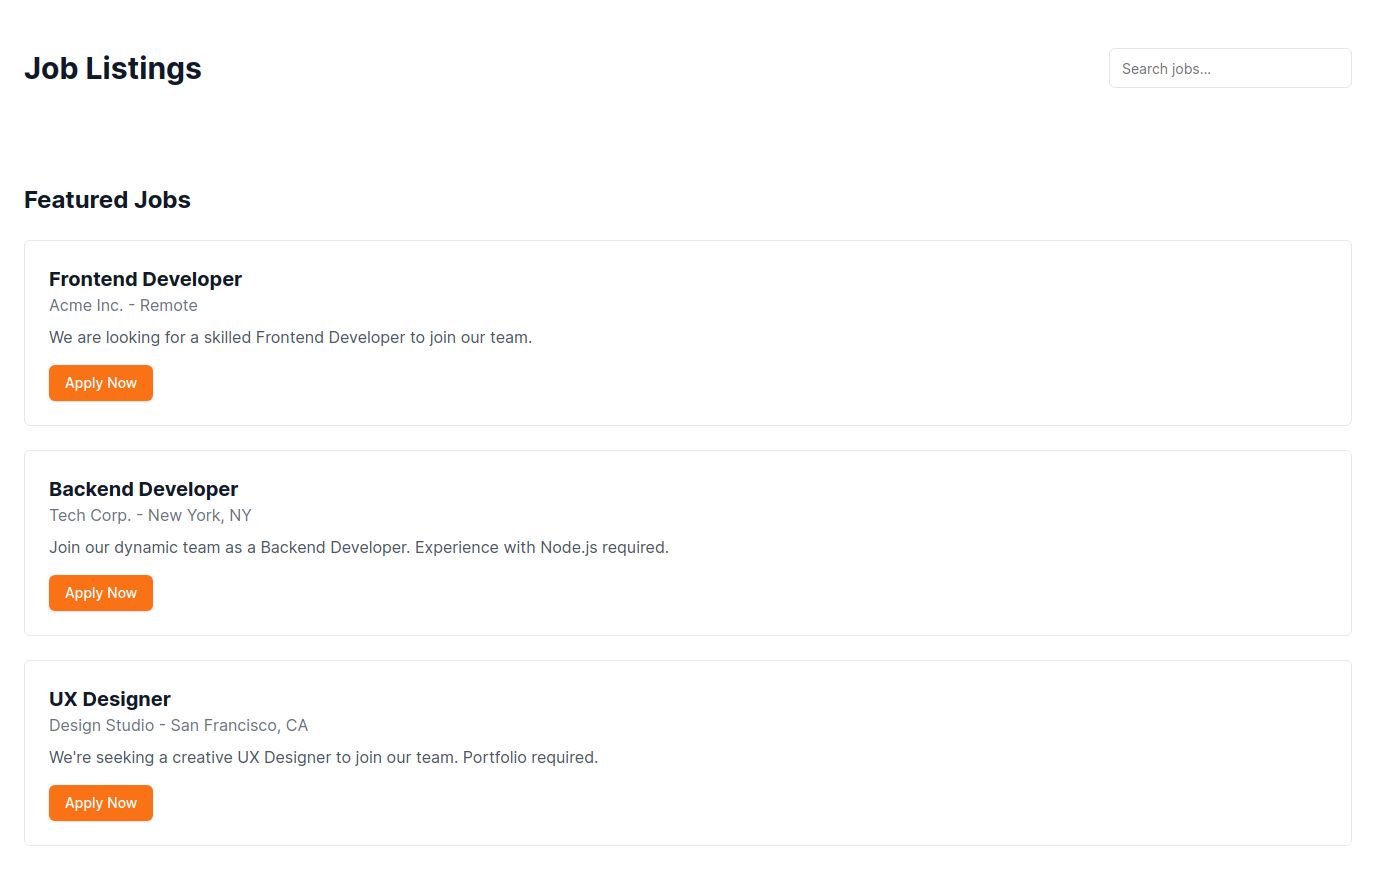 Job Listings
Search jobs...
Featured Jobs
Frontend Developer
Acme Inc. - Remote
We are looking for a skilled Frontend Developer to join our team.
Apply Now
Backend Developer
Tech Corp. - New York, NY
Join our dynamic team as a Backend Developer. Experience with Node.js required.
Apply Now
UX Designer
Design Studio - San Francisco, CA
We're seeking a creative UX Designer to join our team. Portfolio required.
Apply Now